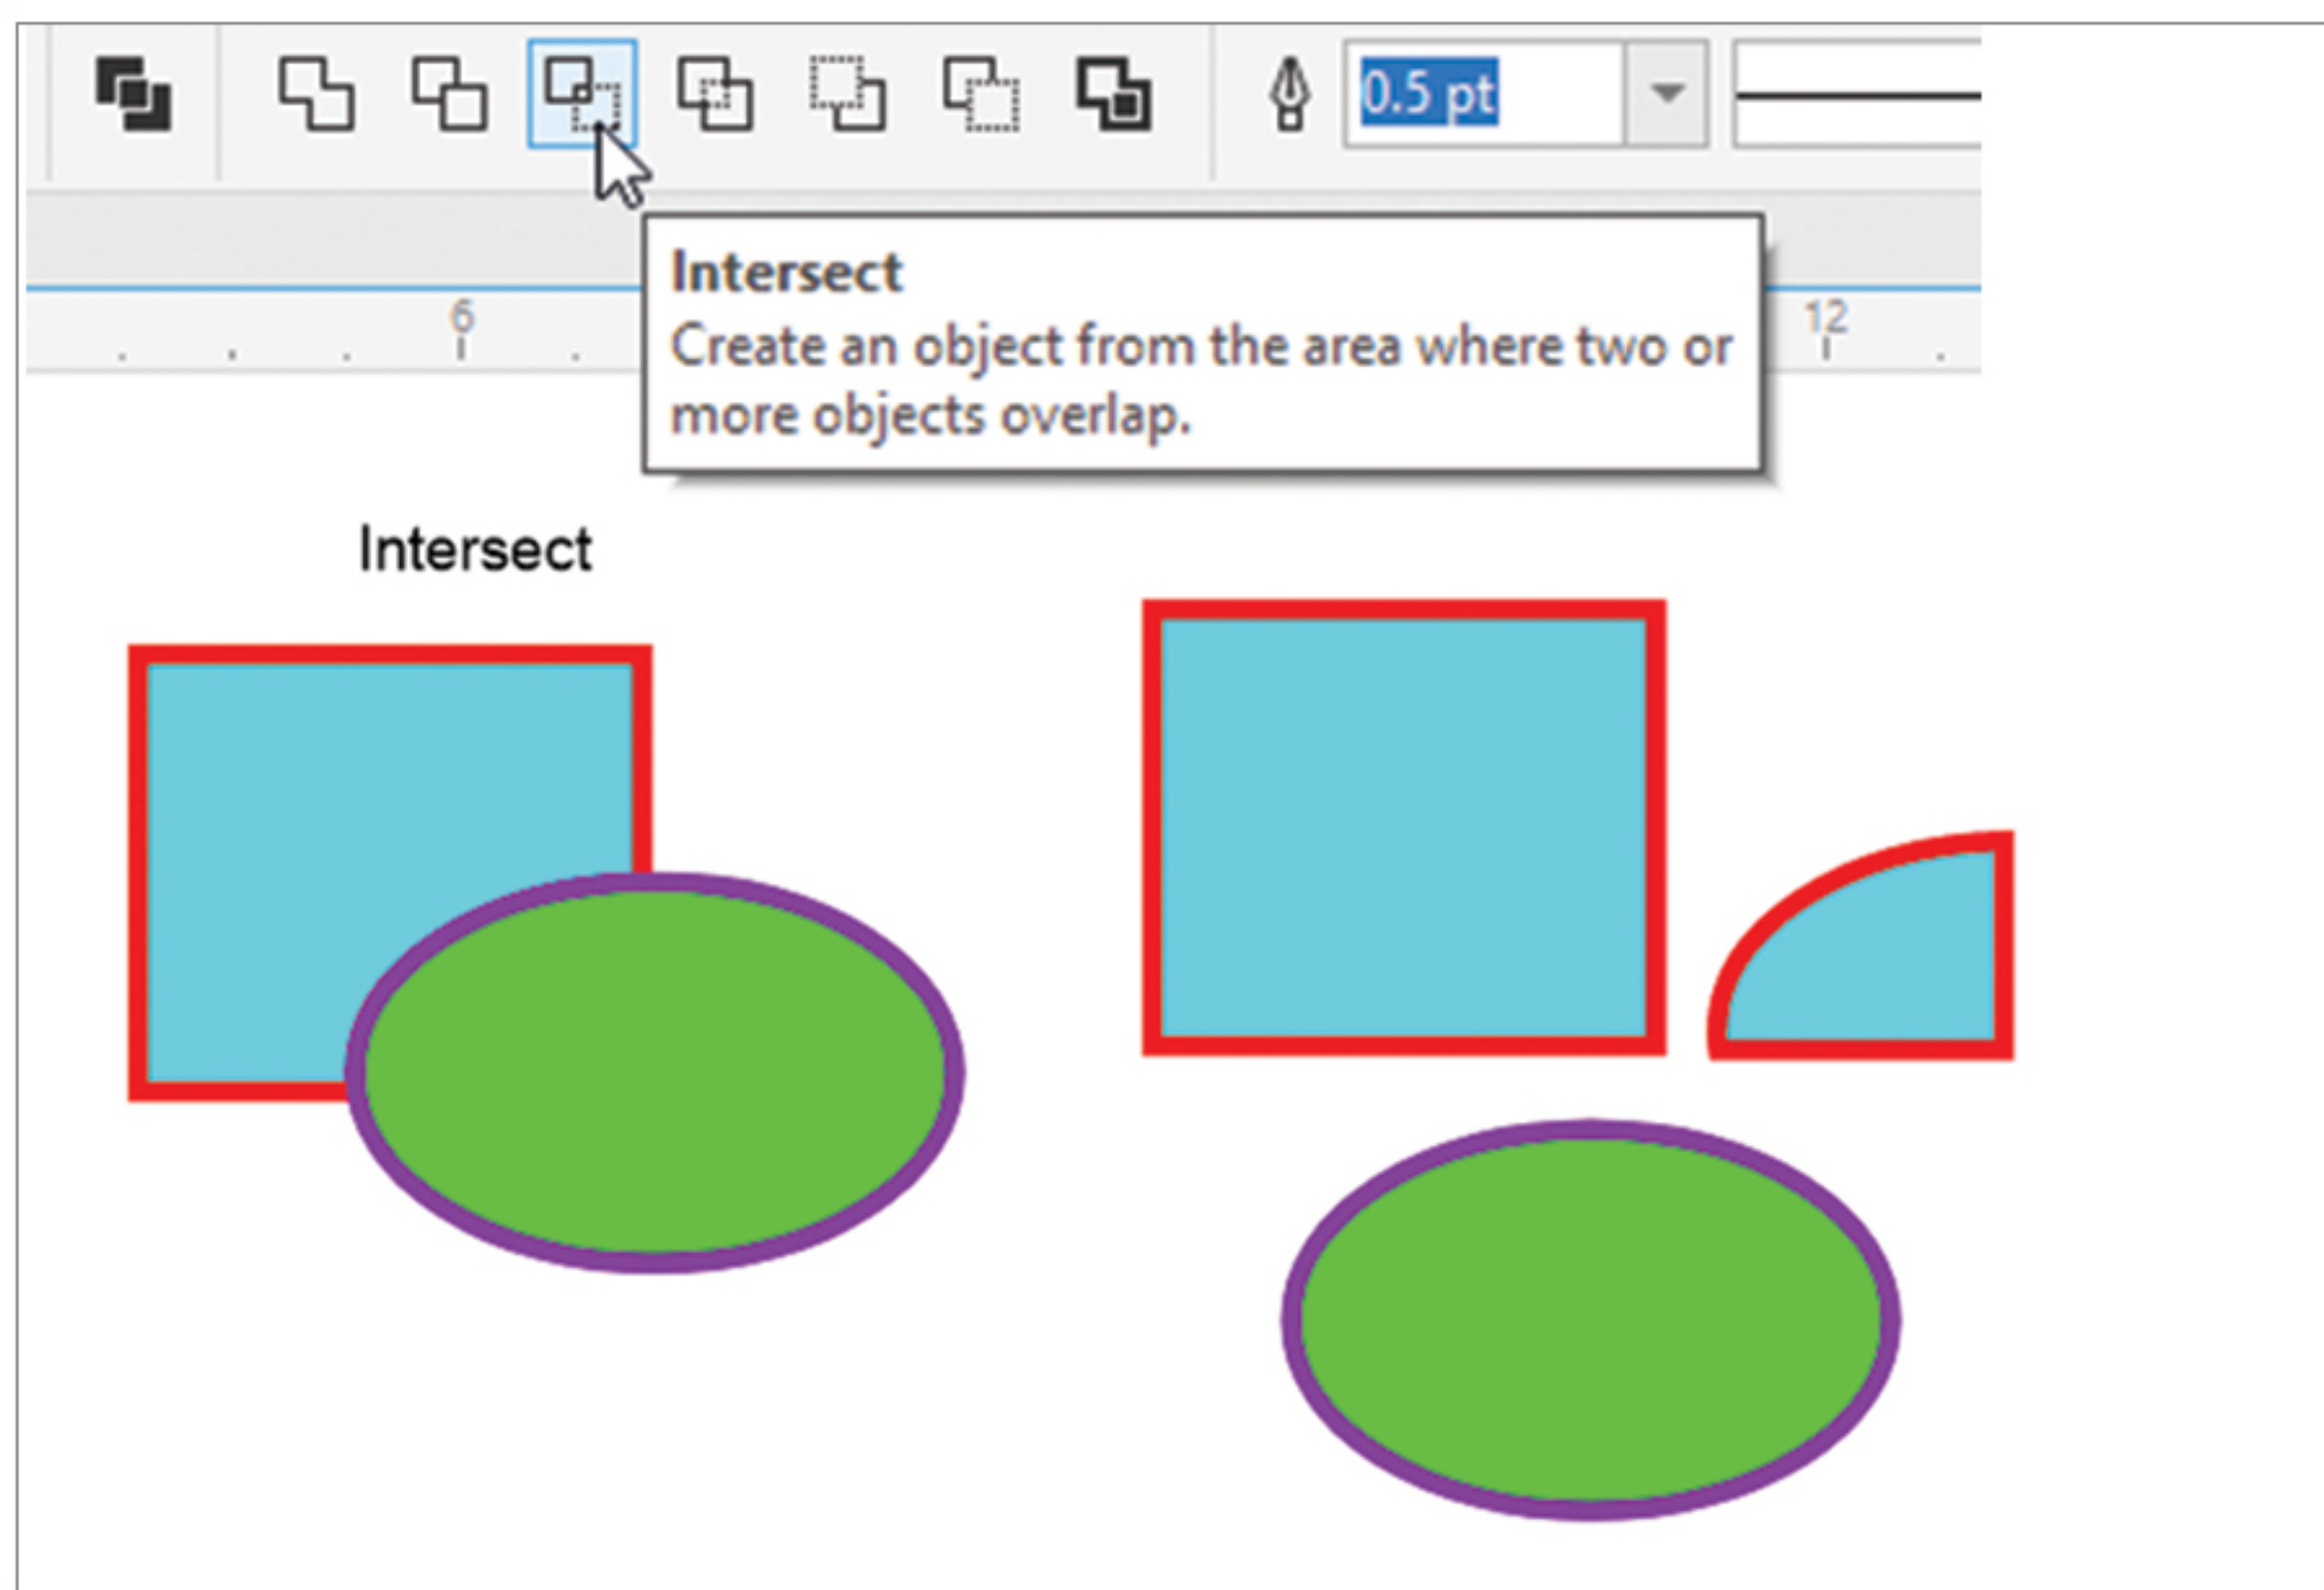 0.5 pt
Intersect
Create an object from the area where two or
more objects overlap.
6
12
Intersect